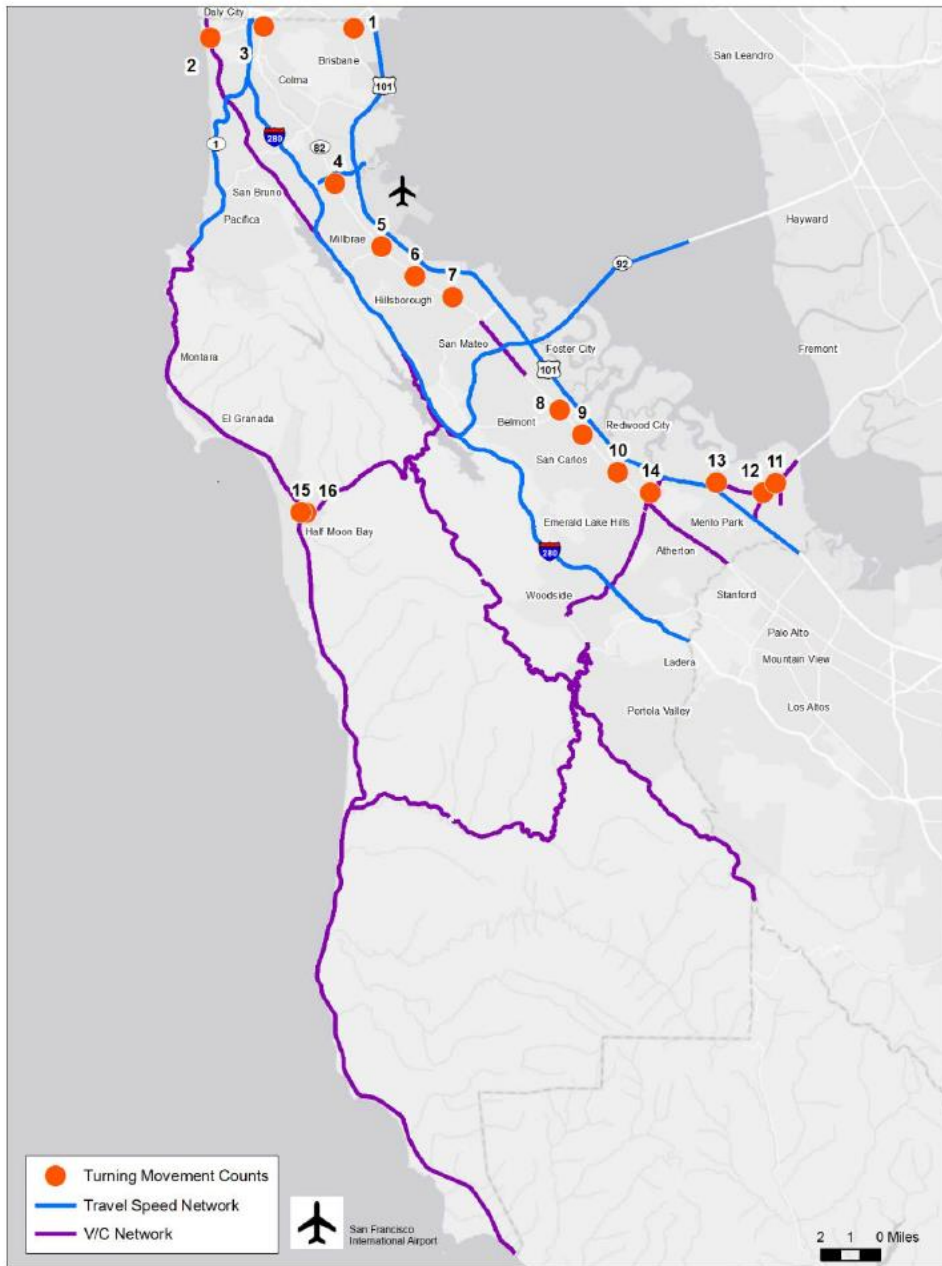 Daly City
1
3
Brisbane
2
Colma
San Leandro
101
280
82
4
1
San Bruno
Pacifica
5
Hayward
Millbrae
6
7
92
Hillsborough
San Mateo
Foster City
Fremont
Montara
101
8
9
El Granada
Belmont
Redwood City
San Carlos
10
13
11
14
12
15
16
Emerald Lake Hills
Menlo Park
Half Moon Bay
280
Atherton
Woodside
Stanford
Palo Alto
Ladera
Mountain View
Portola Valley
Los Altos
Turning Movement Counts
Travel Speed Network
V/C Network
San Francisco
International Airport
2 1 0 Miles